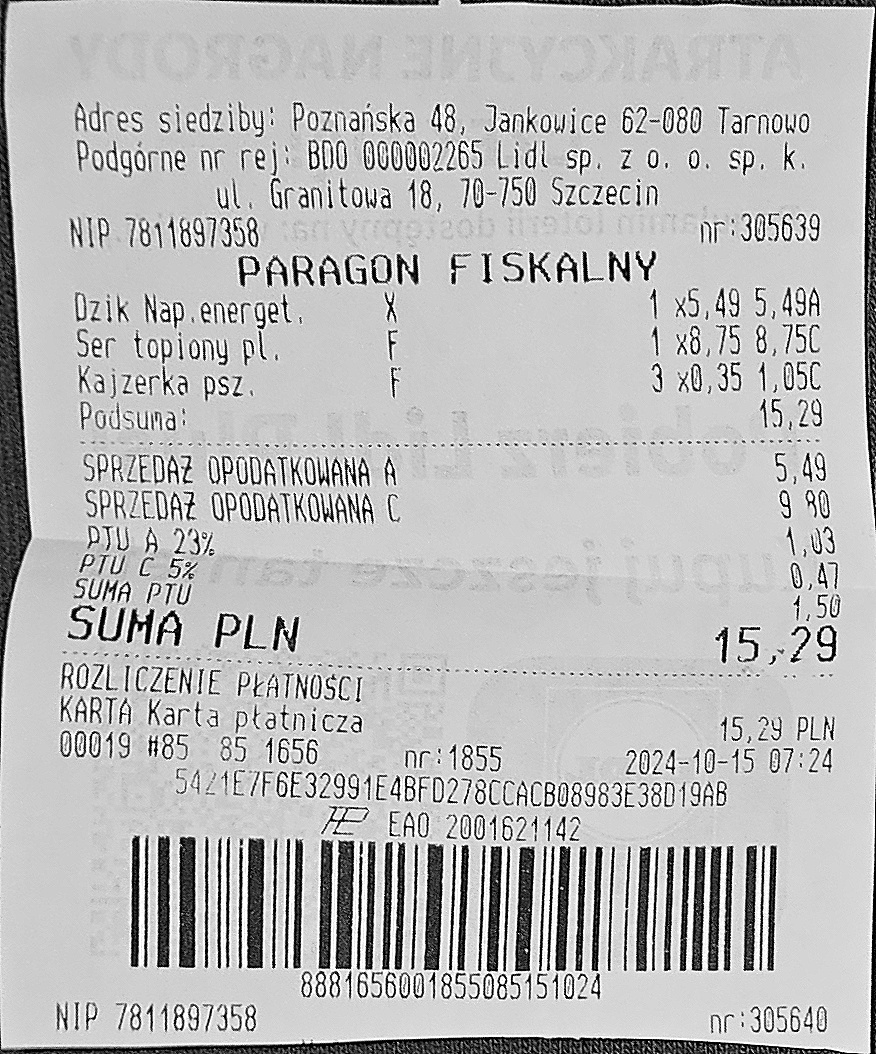 Adres siedziby: Poznańska 48, Jankowice 62-080 Tarnowo
Podgórne nr rej: BDO 000002265 Lidl sp. z o. o. sp. k.
ul. Granitowa 18, 70-750 Szczecin
NIP 7811897358 nr:305639
PARAGON FISKALNY
Dzik Nap.energet. X 1 x5,49 5,49A
Ser topiony pl. F 1 x8,75 8,75C
Kajzerka psz. F 3 x0,35 1,05C
Podsuma: 15,29
SPRZEDAŻ OPODATKOWANA A 5,49
SPRZEDAŻ OPODATKOWANA C 9 80
PTU A 23% 1,03
PTU C 5% 0,47
SUMA PTU 1,50
SUMA PLN 15,29
ROZLICZENIE PŁATNOŚCI
KARTA Karta płatnicza 15,29 PLN
00019 #85 85 1656 nr:1855 2024-10-15 07:24
5421E7F6E32991E4BFD278CCACB08983E38D19AB
EAO 2001621142
8881656001855085151024
NIP 7811897358 nr:305640